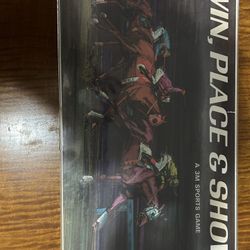 WIN, PLACE & SHOW
A 3M SPORTS GAME